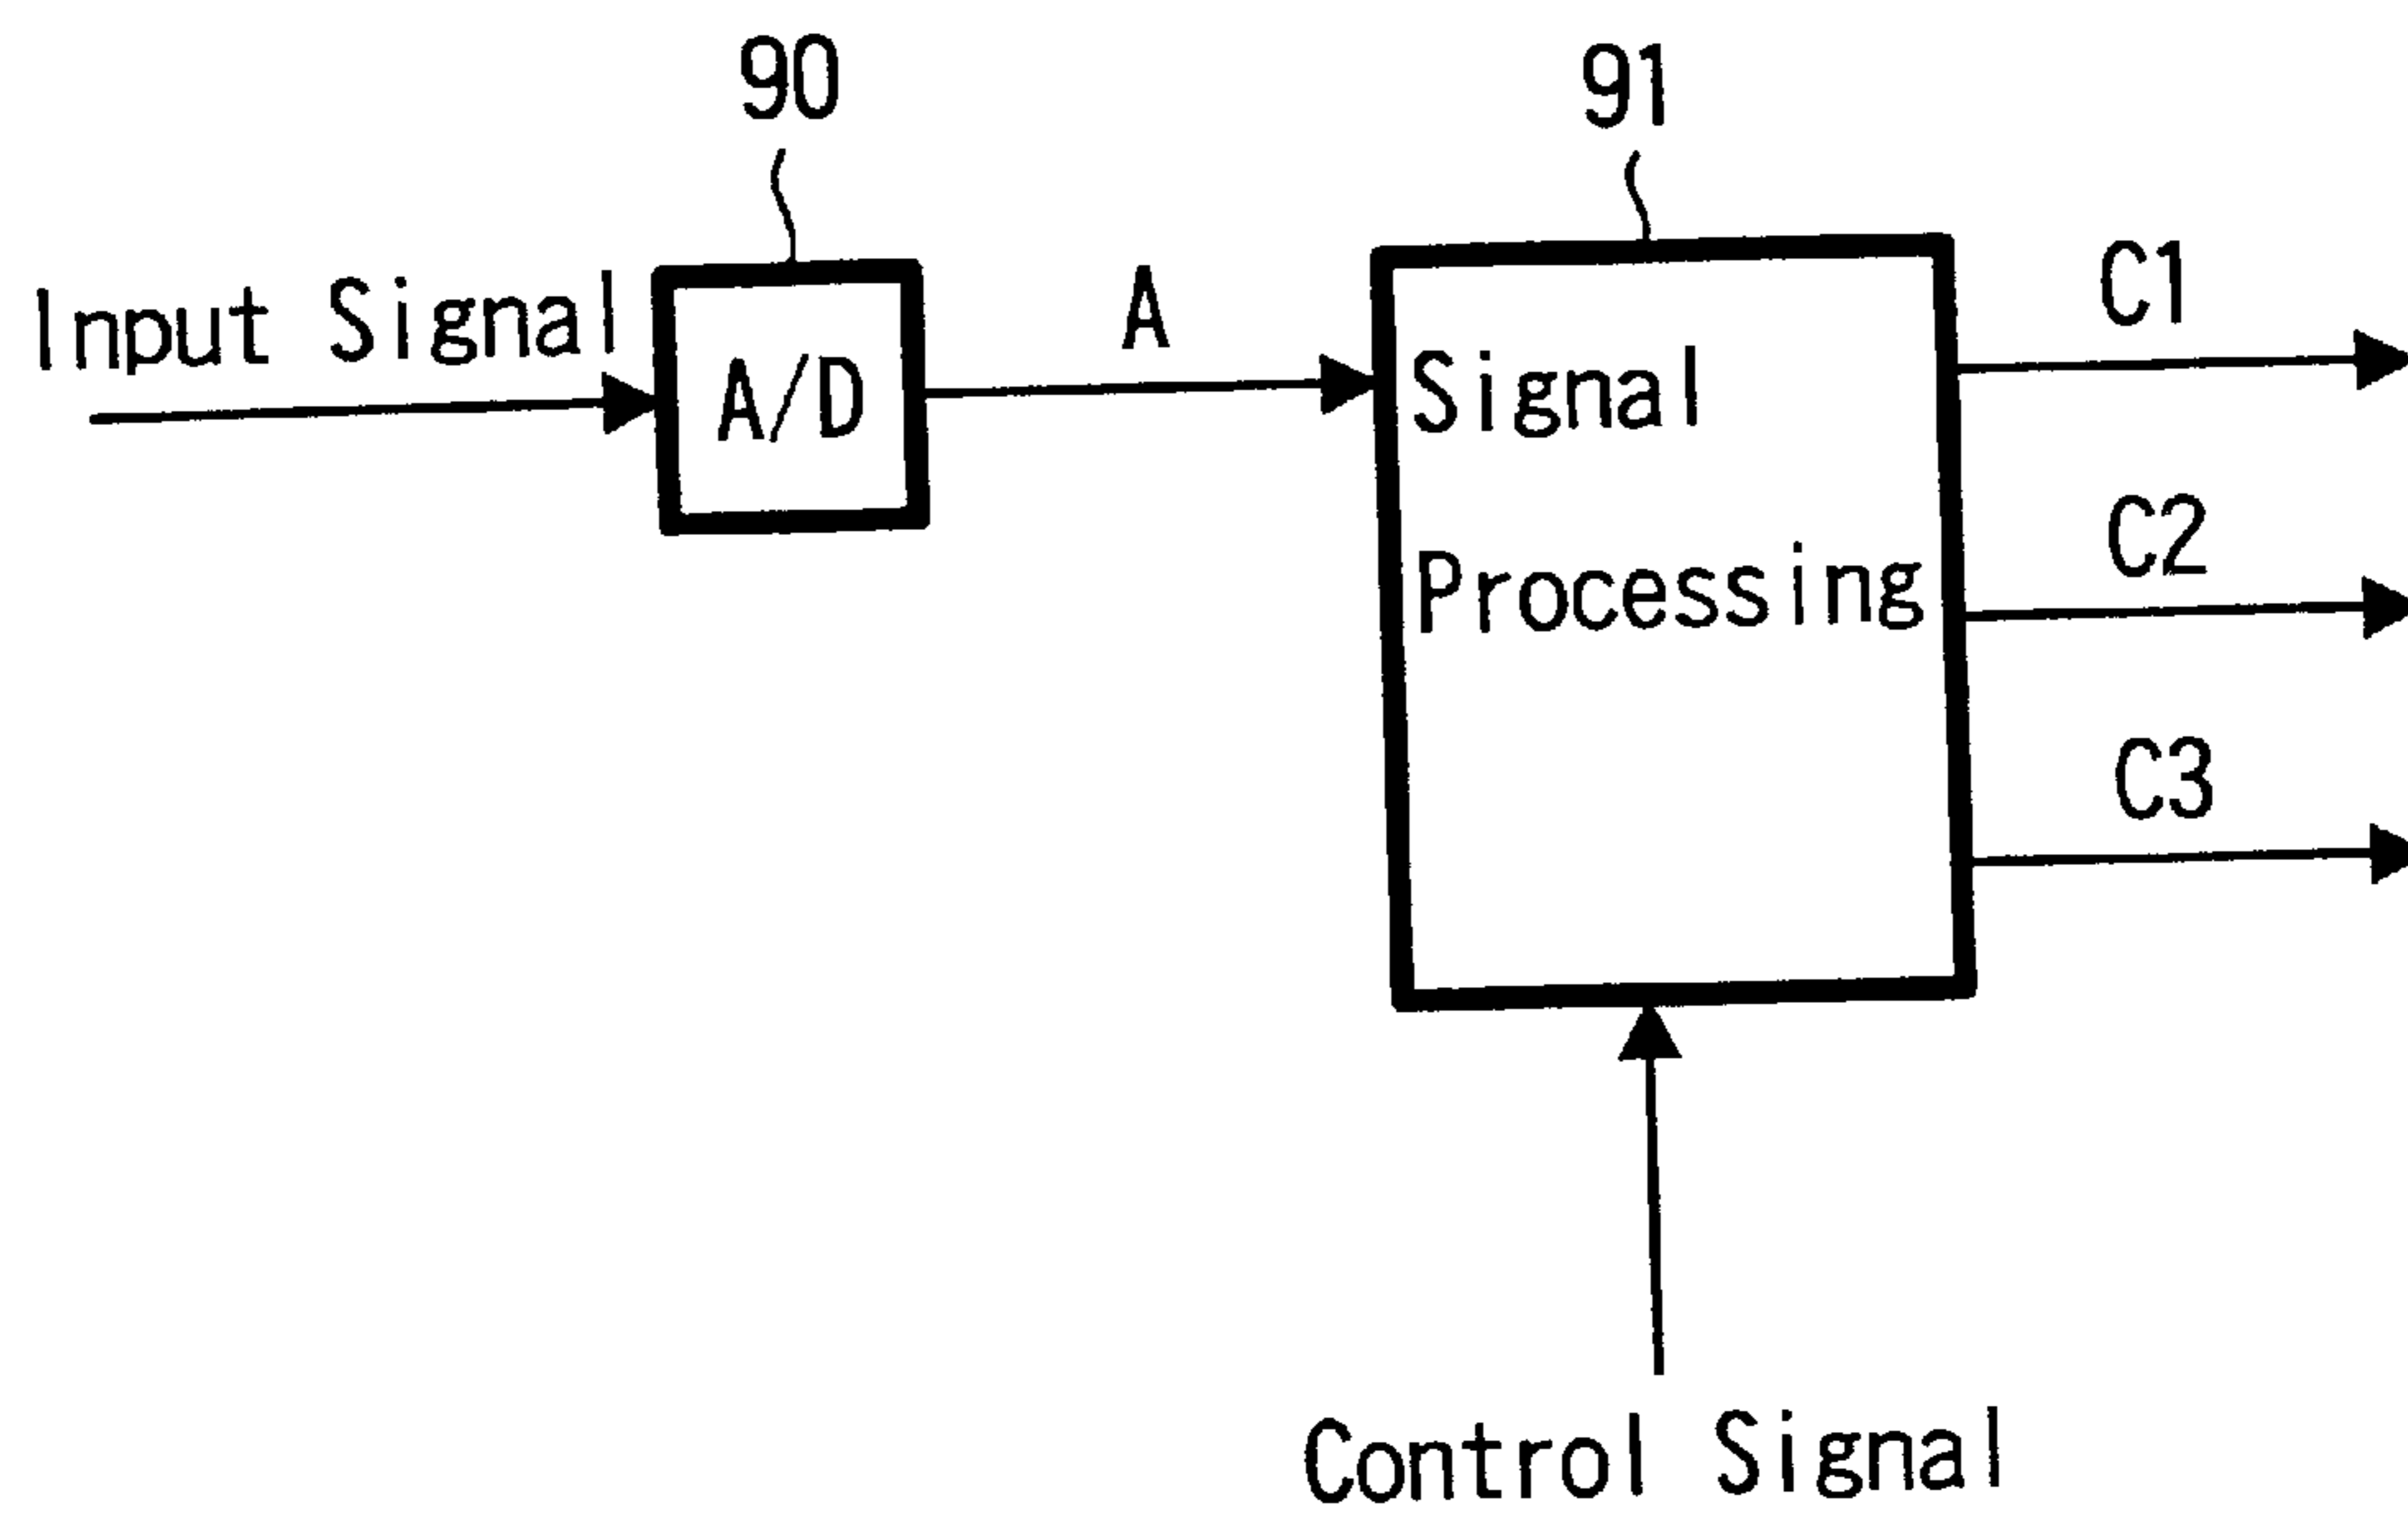 90
91
Input Signal
A/D
A
Signal
Processing
C1
C2
C3
Control Signal